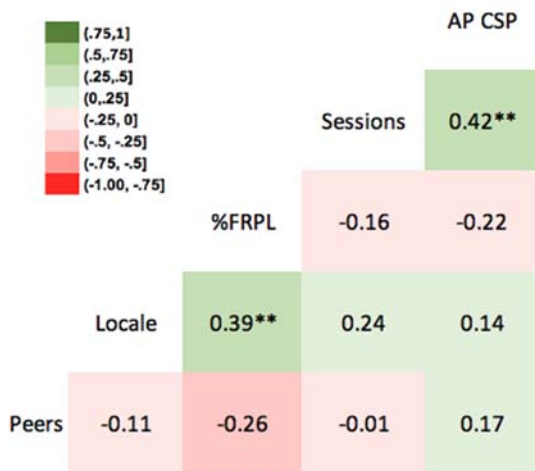 AP CSP
(.75,1]
(.5,.75]
(.25,.5]
(0,.25]
(-.25, 0]
(-.5, -.25]
(-.75, -.5]
(-1.00, -.75]
Sessions 0.42**
%FRPL -0.16 -0.22
Locale 0.39** 0.24 0.14
Peers -0.11 -0.26 -0.01 0.17